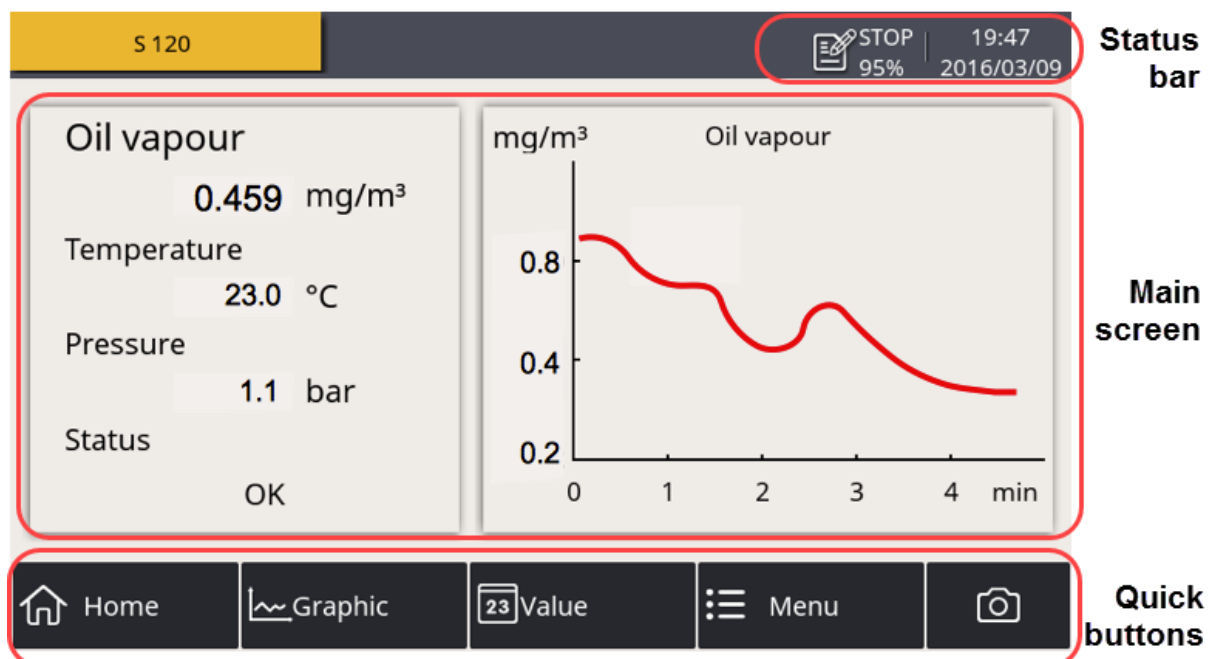 S 120
STOP
95%
19:47
2016/03/09
Status
bar
Oil vapour
0.459 mg/m³
Temperature
23.0 °C
Pressure
1.1 bar
Status
OK
mg/m³ Oil vapour
0.8
0.4
0.2
0 1 2 3 4 min
Main
screen
Home
Graphic
23 Value
Menu
Quick
buttons